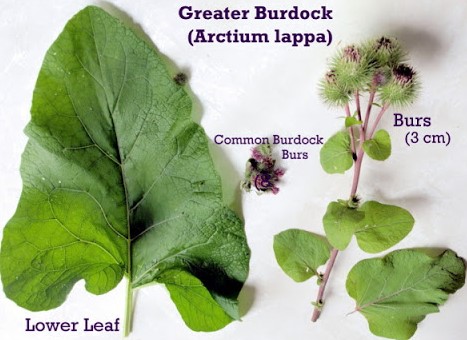 Greater Burdock
(Arctium lappa)
Common Burdock
Burs
Burs
(3 cm)
Lower Leaf